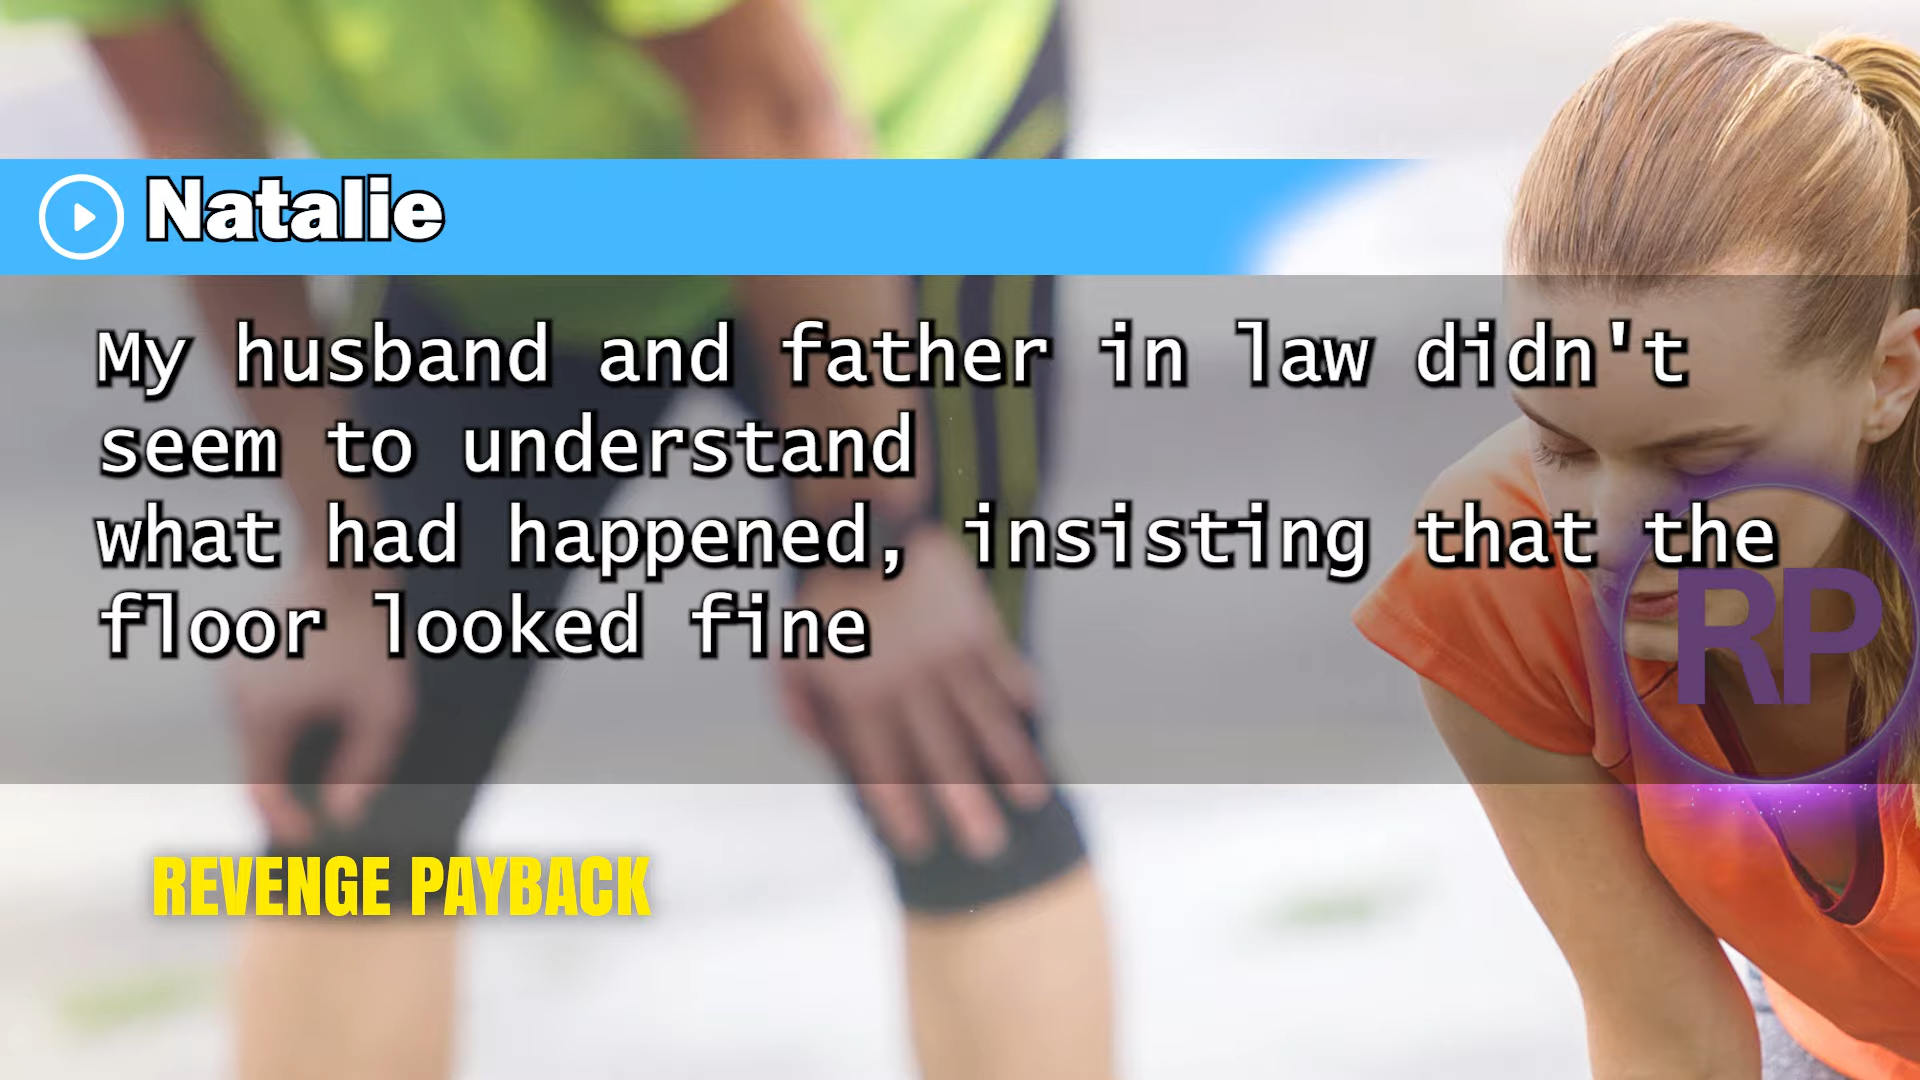 Natalie
My husband and father in law didn't
seem to understand
what had happened, insisting that the
floor looked fine
RP
REVENGE PAYBACK